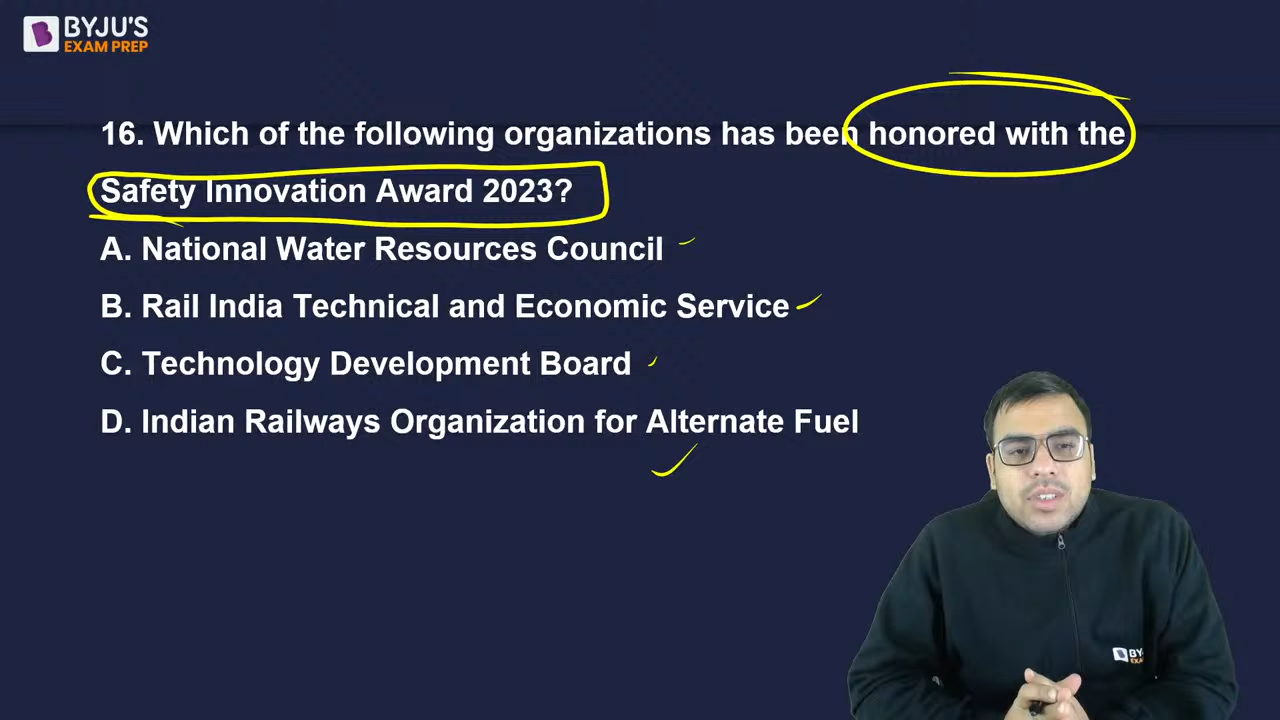 BYJU'S
EXAM PREP
16. Which of the following organizations has been honored with the
Safety Innovation Award 2023?
A. National Water Resources Council
B. Rail India Technical and Economic Service
C. Technology Development Board
D. Indian Railways Organization for Alternate Fuel